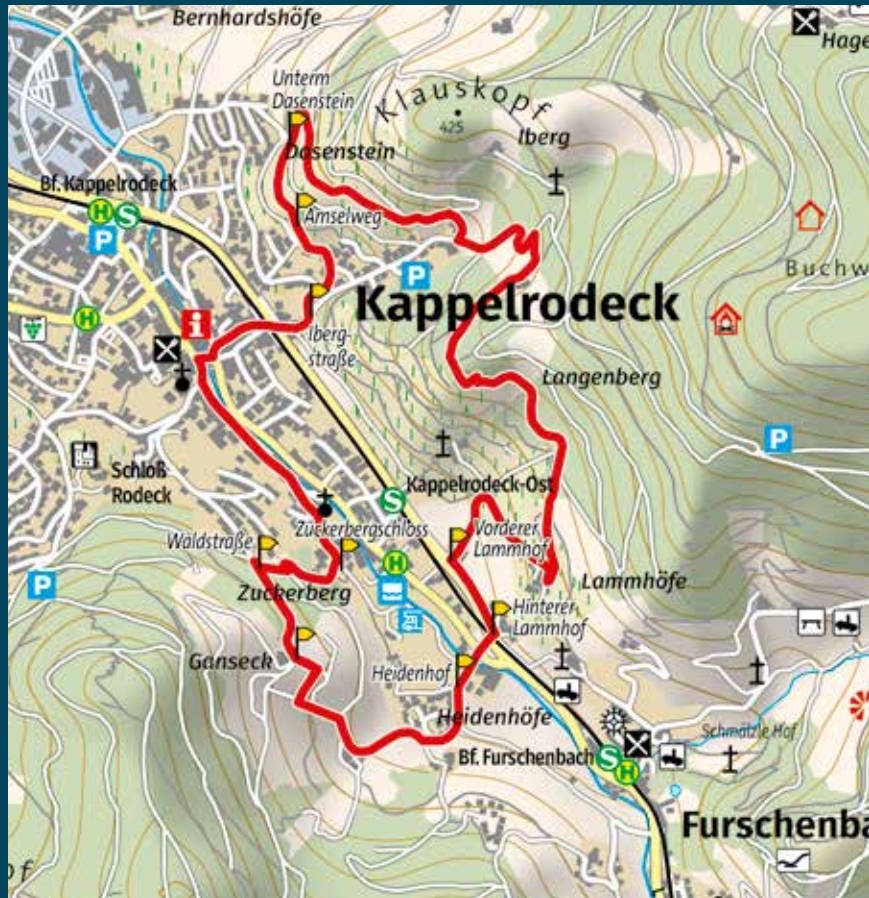 Bernhardshöfe
Hage
Unterm
Dasenstein
Klauskopf
425
Iberg
Dasenstein
Bf. Kappelrodeck
H S
P
Amselweg
P
Buchw
Kappelrodeck
H
i
Iberg-
straße
Langenberg
P
Schloß
Rodeck
S
Kappelrodeck-Ost
Zuckerbergschloss
Vorderer
Lammhof
Waldstraße
H
P
Zuckerberg
Lammhöfe
Hinterer
Lammhof
Ganseck
Heidenhof
Heidenhöfe
Schmälzle Hof
Bf. Furschenbach
S
H
Furschenba
of